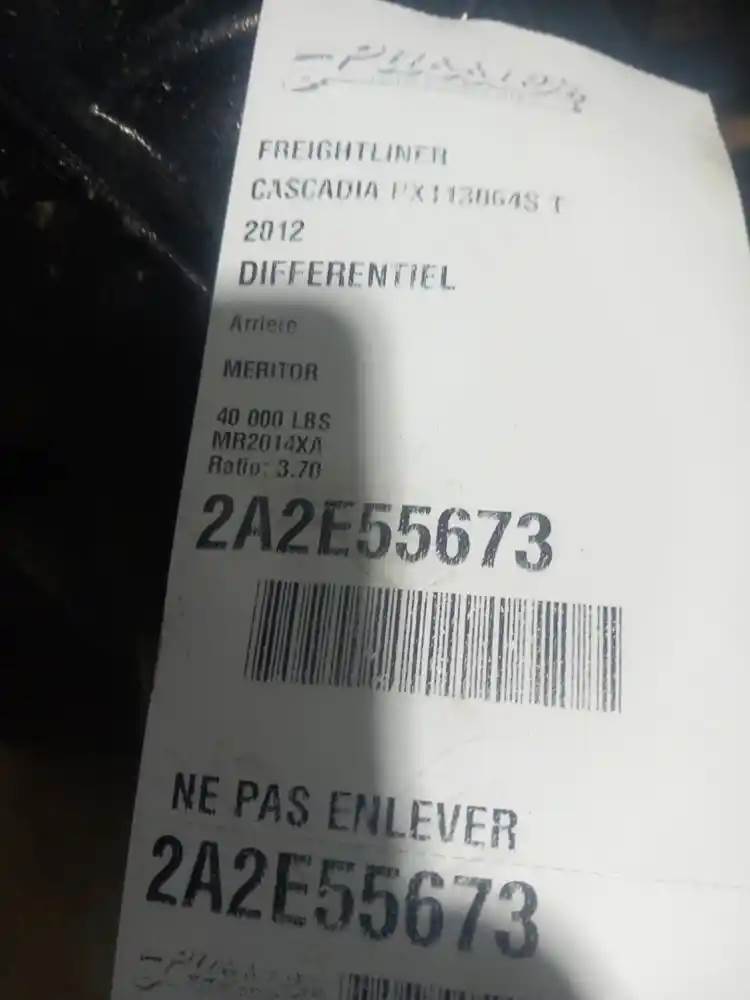 FREIGHTLINER
CASCADIA PX113064S T
2012
DIFFERENTIEL
Arriere
MERITOR
40 000 LBS
MR2014XA
Ratio: 3.70
2A2E55673
NE PAS ENLEVER
2A2E55673